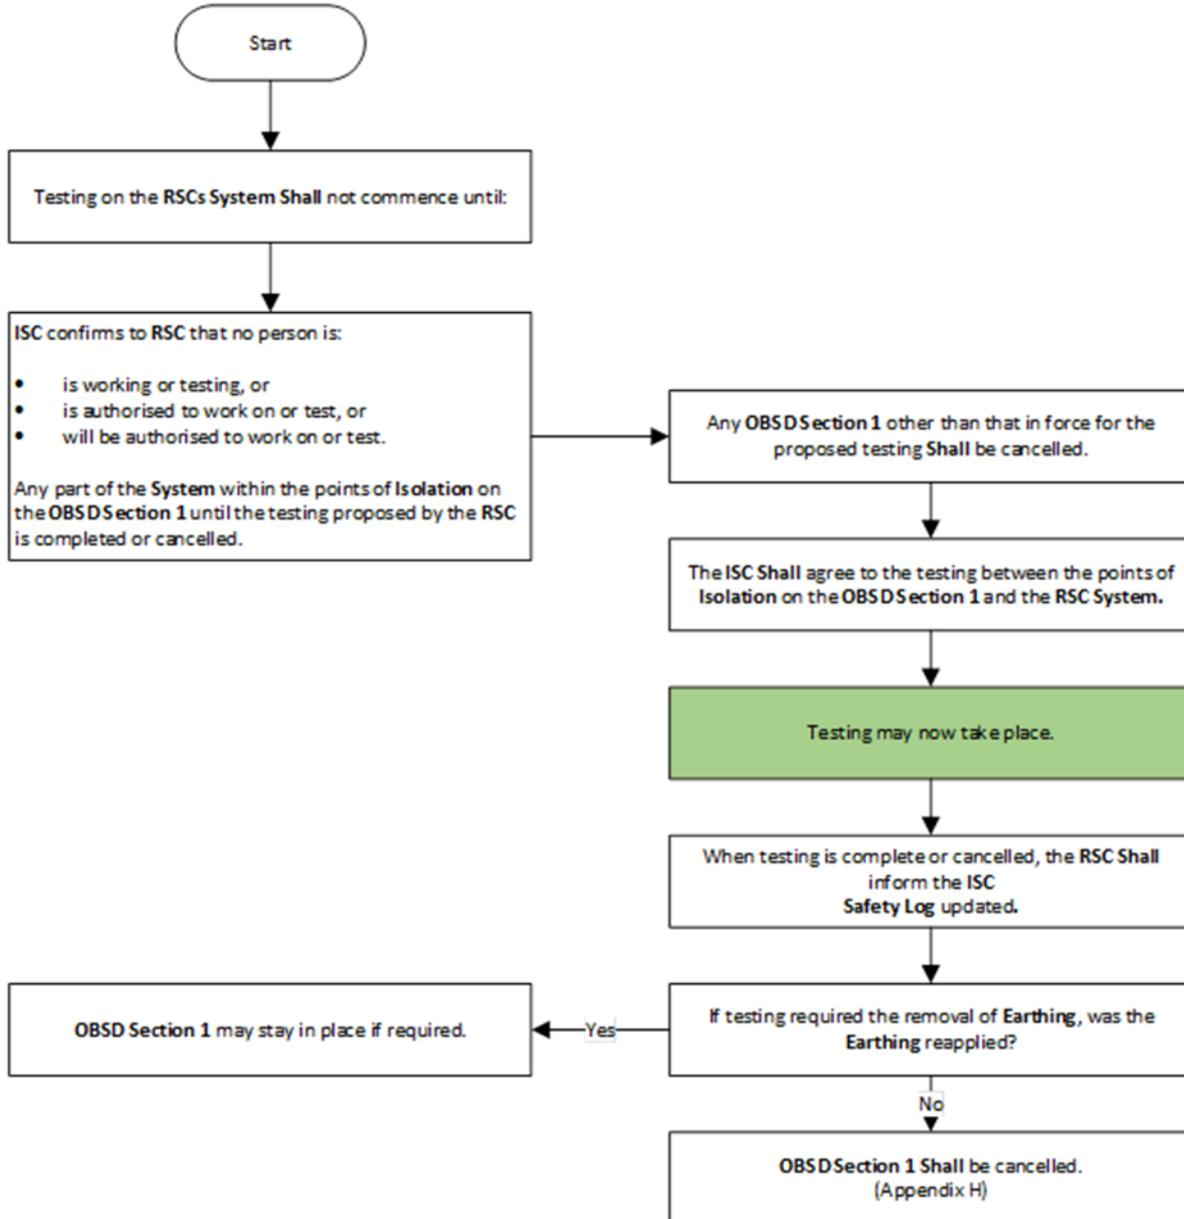 Start
Testing on the RSCs System Shall not commence until:
ISC confirms to RSC that no person is:
• is working or testing, or
• is authorised to work on or test, or
• will be authorised to work on or test.
Any part of the System within the points of Isolation on
the OBSD Section 1 until the testing proposed by the RSC
is completed or cancelled.
Any OBSD Section 1 other than that in force for the
proposed testing Shall be cancelled.
The ISC Shall agree to the testing between the points of
Isolation on the OBSD Section 1 and the RSC System.
Testing may now take place.
When testing is complete or cancelled, the RSC Shall
inform the ISC
Safety Log updated.
If testing required the removal of Earthing, was the
Earthing reapplied?
Yes
OBSD Section 1 may stay in place if required.
No
OBSD Section 1 Shall be cancelled.
(Appendix H)